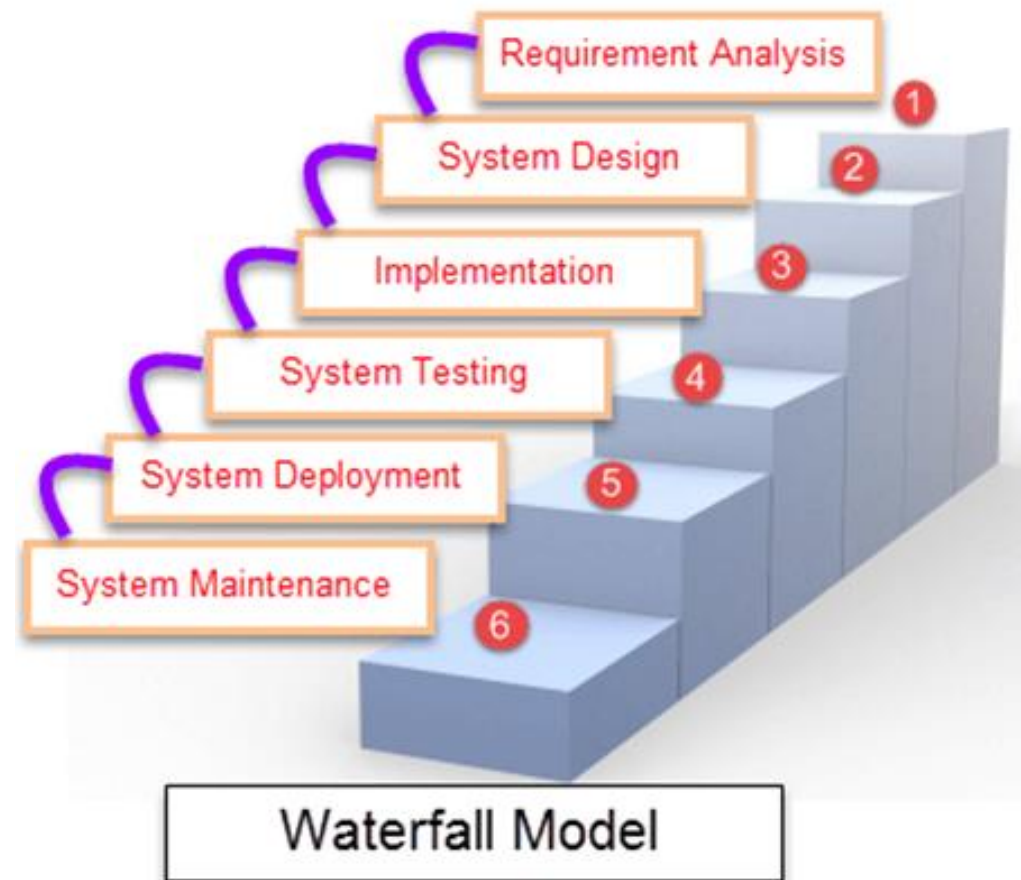 Requirement Analysis
1
System Design
2
Implementation
3
System Testing
4
System Deployment
5
System Maintenance
6
Waterfall Model